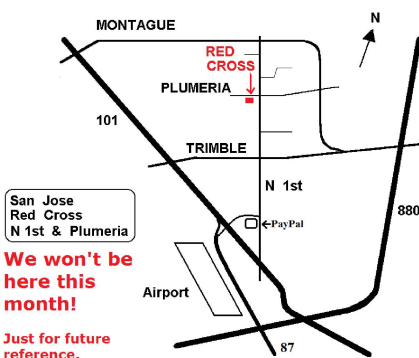 MONTAGUE
N
RED
CROSS
PLUMERIA
101
TRIMBLE
N 1st
880
San Jose
Red Cross
N 1st & Plumeria
←PayPal
We won't be
here this
month!
Airport
Just for future
reference.
87